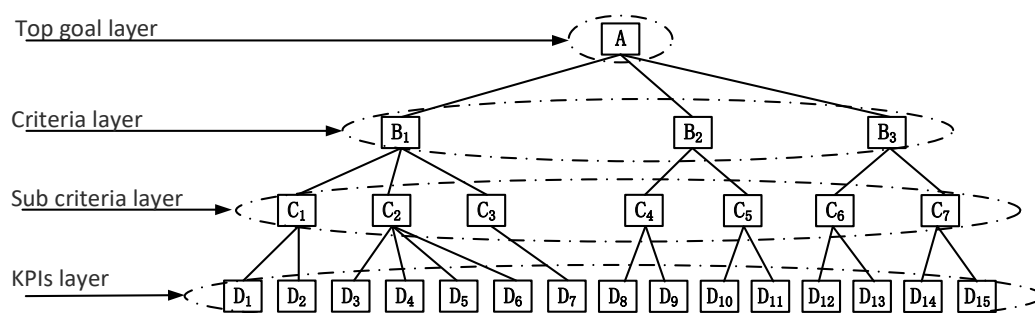 Top goal layer
A
Criteria layer
B₁ B₂ B₃
Sub criteria layer
C₁ C₂ C₃ C₄ C₅ C₆ C₇
KPIs layer
D₁ D₂ D₃ D₄ D₅ D₆ D₇ D₈ D₉ D₁₀ D₁₁ D₁₂ D₁₃ D₁₄ D₁₅